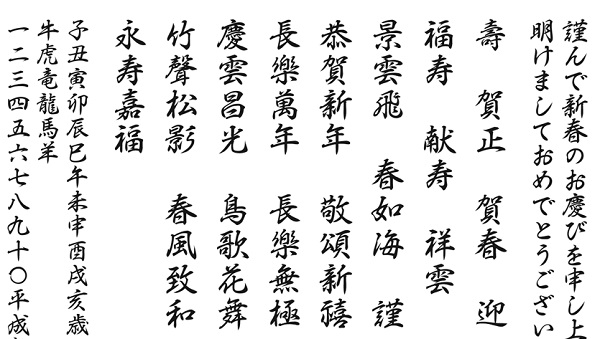 謹んで新春のお慶びを申し上
明けましておめでとうござい
壽　賀正　賀春　迎
福寿　献寿　祥雲
景雲飛　春如海　謹
恭賀新年　敬頌新禧
長樂萬年　長樂無極
慶雲昌光　鳥歌花舞
竹聲松影　春風致和
永寿嘉福
子丑寅卯辰巳午未申酉戌亥歳
牛虎竜龍馬羊
一二三四五六七八九十〇平成